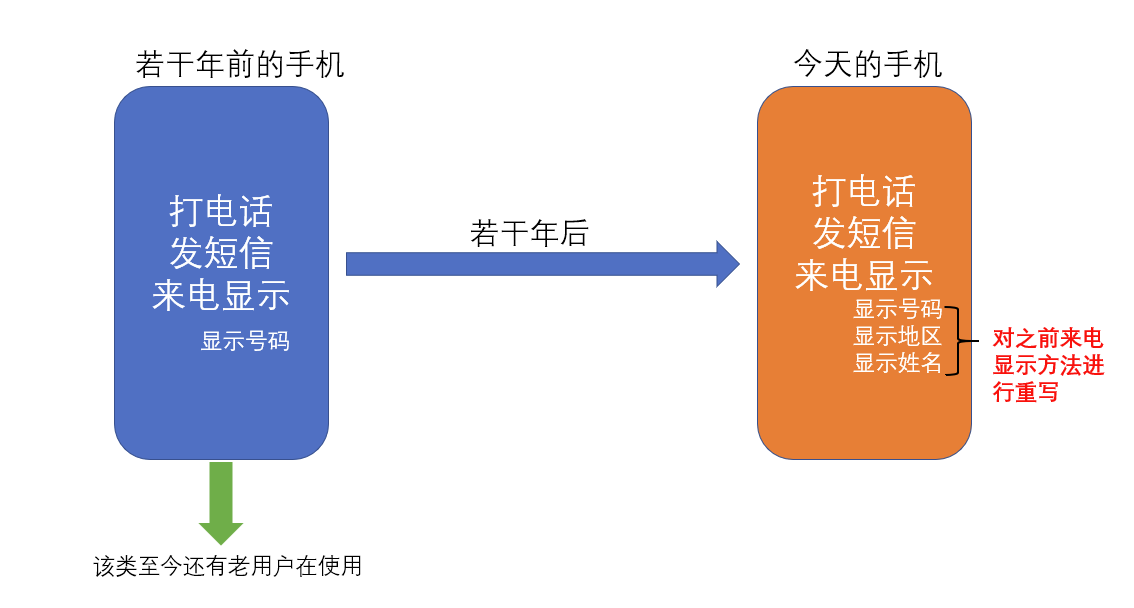 若干年前的手机
今天的手机
打电话
发短信
来电显示
显示号码
若干年后
打电话
发短信
来电显示
显示号码
显示地区
显示姓名
对之前来电
显示方法进
行重写
该类至今还有老用户在使用